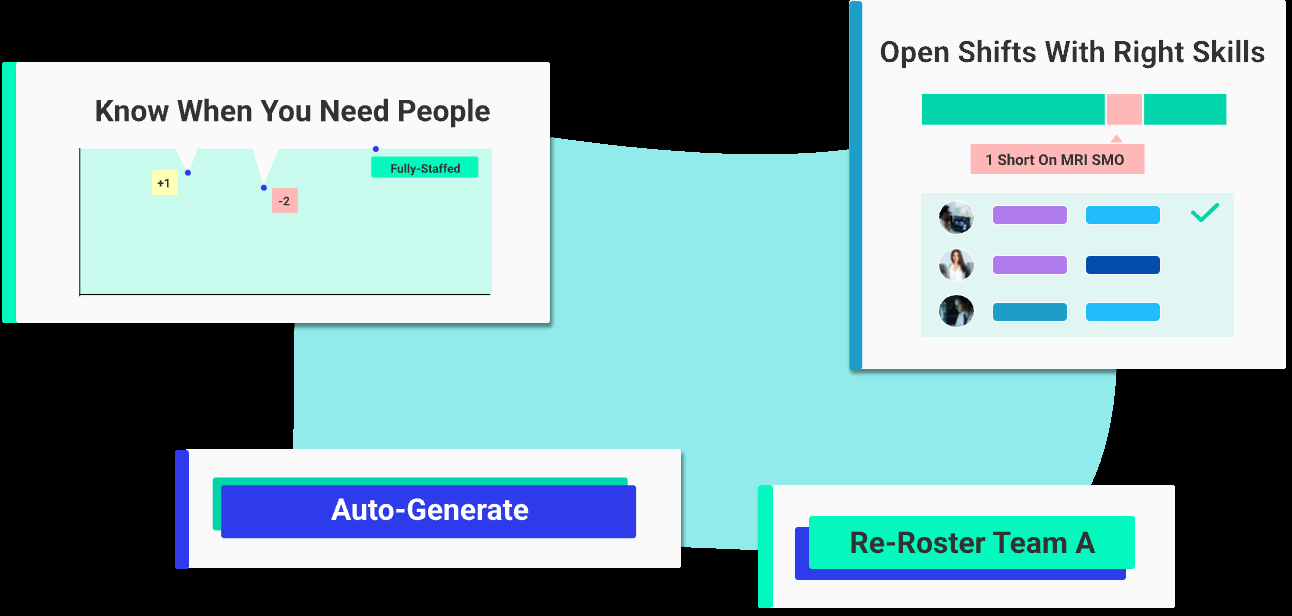 Know When You Need People
+1
-2
Fully-Staffed
Open Shifts With Right Skills
1 Short On MRI SMO
Auto-Generate
Re-Roster Team A